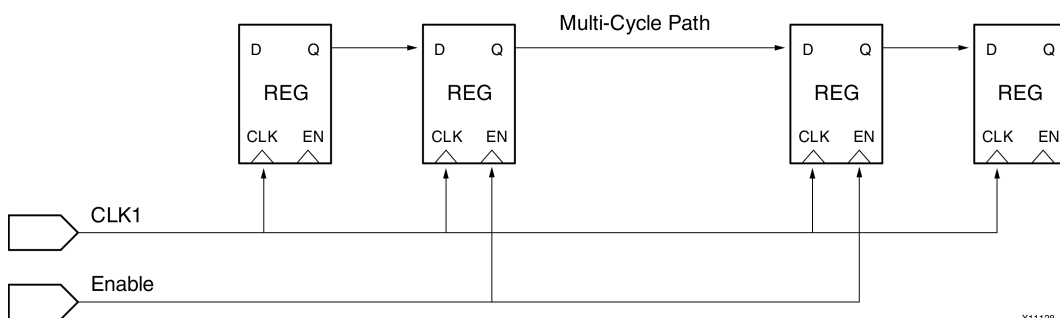 Multi-Cycle Path
D Q
REG
CLK EN
D Q
REG
CLK EN
D Q
REG
CLK EN
D Q
REG
CLK EN
CLK1
Enable